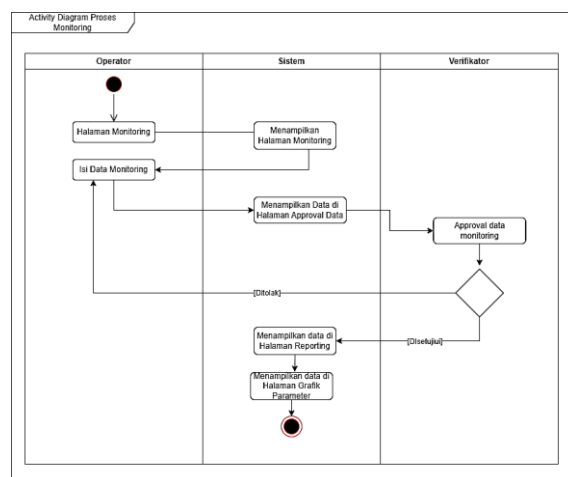 Activity Diagram Proses
Monitoring
Operator
Sistem
Verifikator
Halaman Monitoring
Menampilkan
Halaman Monitoring
Isi Data Monitoring
Menampilkan Data di
Halaman Approval Data
Approval data
monitoring
[Ditolak]
Menampilkan data di
Halaman Reporting
[Disetujui]
Menampilkan data di
Halaman Grafik
Parameter